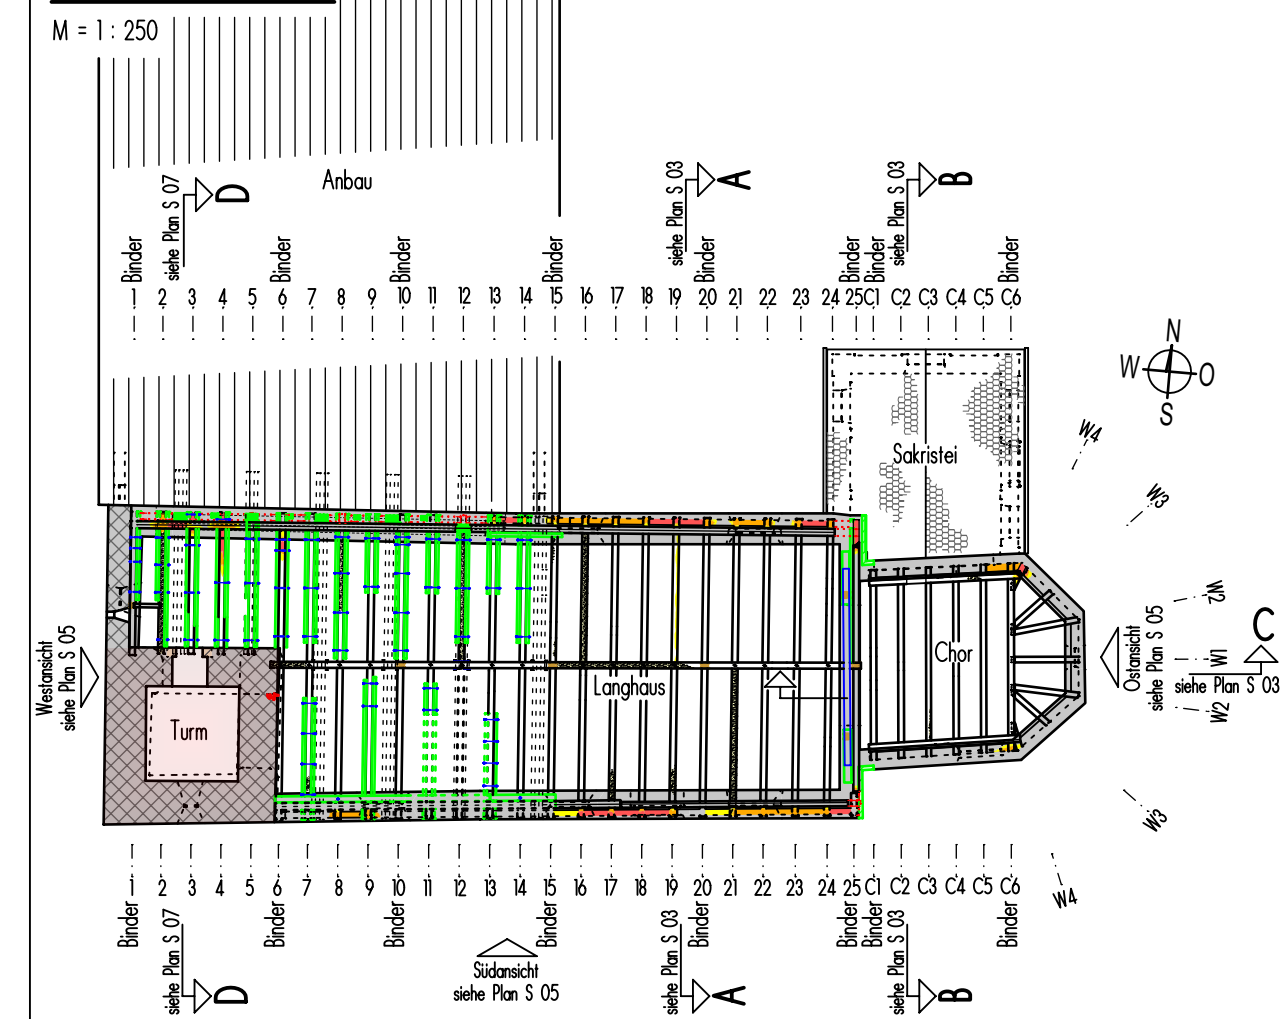 M = 1 : 250
Anbau
siehe Plan S 07
D
siehe Plan S 03
A
siehe Plan S 03
B
Binder
Binder
Binder
Binder
Binder
Binder
Binder
Binder
1 2 3 4 5 6 7 8 9 10 11 12 13 14 15 16 17 18 19 20 21 22 23 24 25 C1 C2 C3 C4 C5 C6
N
W
O
S
W4
W3
W2
W1
W2
W3
W4
Sakristei
Westansicht
siehe Plan S 05
Turm
Langhaus
Chor
Ostansicht
siehe Plan S 05
C
siehe Plan S 03
1 2 3 4 5 6 7 8 9 10 11 12 13 14 15 16 17 18 19 20 21 22 23 24 25 C1 C2 C3 C4 C5 C6
Binder
Binder
Binder
Binder
Binder
Binder
Binder
Binder
siehe Plan S 07
D
Südansicht
siehe Plan S 05
siehe Plan S 03
A
siehe Plan S 03
B